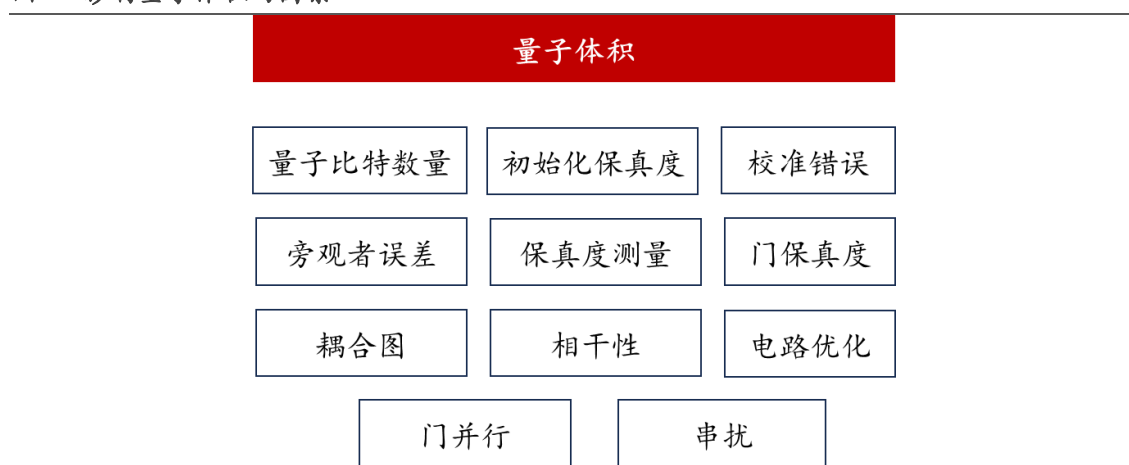 量子体积
量子比特数量 初始化保真度 校准错误
旁观者误差 保真度测量 门保真度
耦合图 相干性 电路优化
门并行 串扰